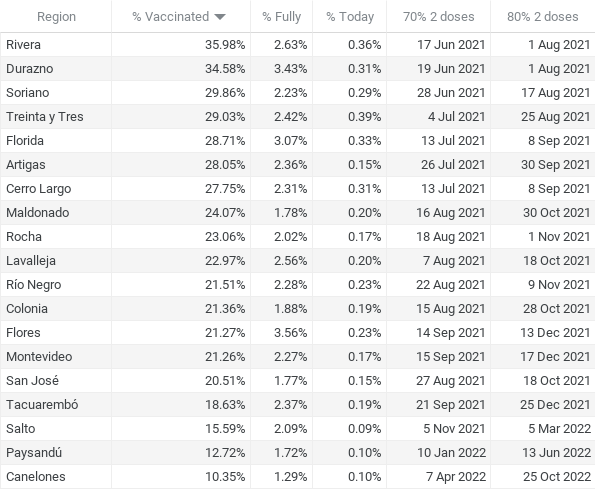 Region % Vaccinated % Fully % Today 70% 2 doses 80% 2 doses
Rivera 35.98% 2.63% 0.36% 17 Jun 2021 1 Aug 2021
Durazno 34.58% 3.43% 0.31% 19 Jun 2021 1 Aug 2021
Soriano 29.86% 2.23% 0.29% 28 Jun 2021 17 Aug 2021
Treinta y Tres 29.03% 2.42% 0.39% 4 Jul 2021 25 Aug 2021
Florida 28.71% 3.07% 0.33% 13 Jul 2021 8 Sep 2021
Artigas 28.05% 2.36% 0.15% 26 Jul 2021 30 Sep 2021
Cerro Largo 27.75% 2.31% 0.31% 13 Jul 2021 8 Sep 2021
Maldonado 24.07% 1.78% 0.20% 16 Aug 2021 30 Oct 2021
Rocha 23.06% 2.02% 0.17% 18 Aug 2021 1 Nov 2021
Lavalleja 22.97% 2.56% 0.20% 7 Aug 2021 18 Oct 2021
Río Negro 21.51% 2.28% 0.23% 22 Aug 2021 9 Nov 2021
Colonia 21.36% 1.88% 0.19% 15 Aug 2021 28 Oct 2021
Flores 21.27% 3.56% 0.23% 14 Sep 2021 13 Dec 2021
Montevideo 21.26% 2.27% 0.17% 15 Sep 2021 17 Dec 2021
San José 20.51% 1.77% 0.15% 27 Aug 2021 18 Oct 2021
Tacuarembó 18.63% 2.37% 0.19% 21 Sep 2021 25 Dec 2021
Salto 15.59% 2.09% 0.09% 5 Nov 2021 5 Mar 2022
Paysandú 12.72% 1.72% 0.10% 10 Jan 2022 13 Jun 2022
Canelones 10.35% 1.29% 0.10% 7 Apr 2022 25 Oct 2022